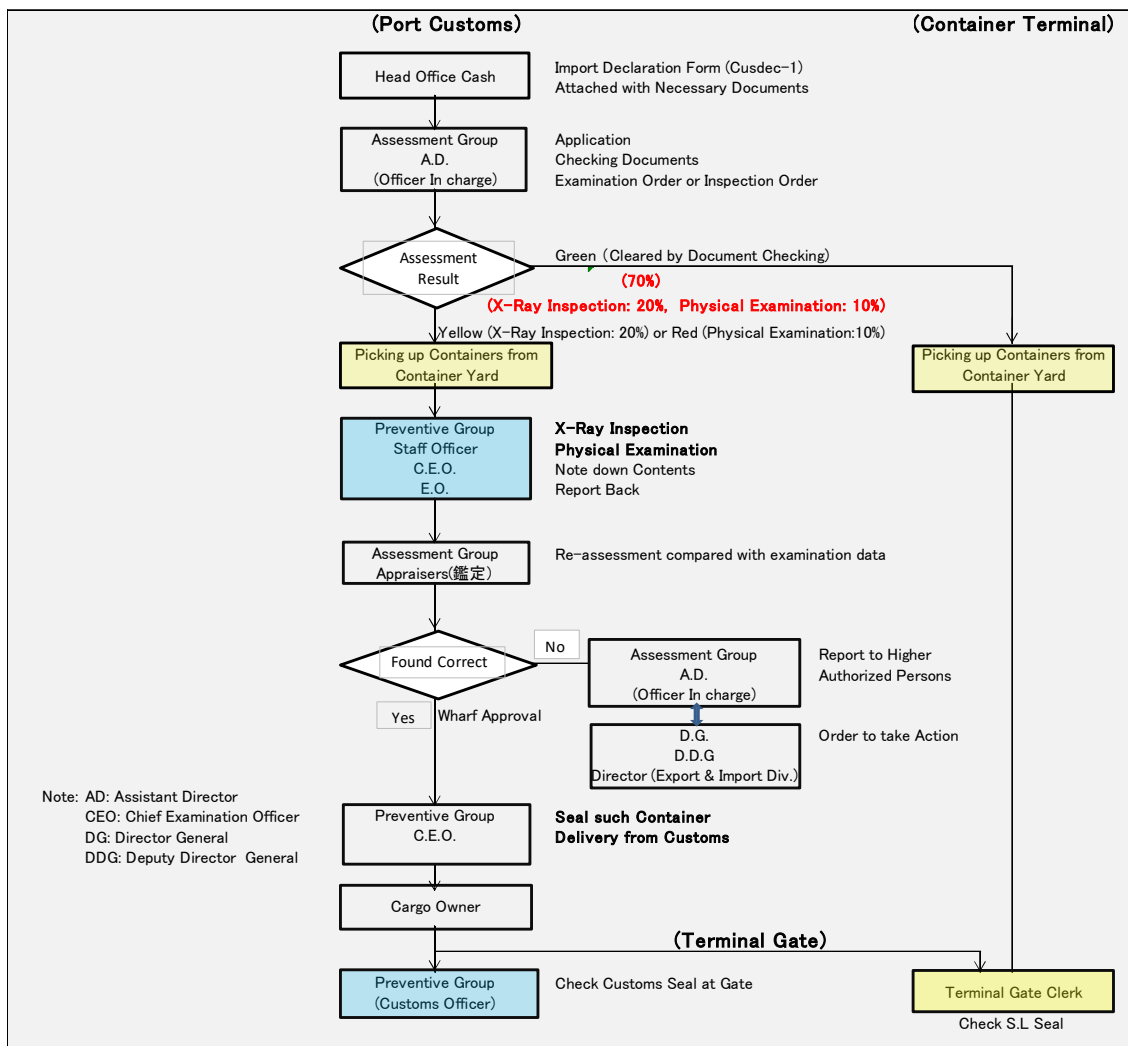 (Port Customs)
(Container Terminal)
Head Office Cash
Import Declaration Form (Cusdec-1)
Attached with Necessary Documents
Assessment Group
A.D.
(Officer In charge)
Application
Checking Documents
Examination Order or Inspection Order
Assessment
Result
Green (Cleared by Document Checking)
(70%)
(X-Ray Inspection: 20%, Physical Examination: 10%)
Yellow (X-Ray Inspection: 20%) or Red (Physical Examination:10%)
Picking up Containers from
Container Yard
Picking up Containers from
Container Yard
Preventive Group
Staff Officer
C.E.O.
E.O.
X-Ray Inspection
Physical Examination
Note down Contents
Report Back
Assessment Group
Appraisers(鑑定)
Re-assessment compared with examination data
Found Correct
No
Assessment Group
A.D.
(Officer In charge)
Report to Higher
Authorized Persons
Yes
Wharf Approval
D.G.
D.D.G
Director (Export & Import Div.)
Order to take Action
Note: AD: Assistant Director
CEO: Chief Examination Officer
DG: Director General
DDG: Deputy Director General
Preventive Group
C.E.O.
Seal such Container
Delivery from Customs
Cargo Owner
(Terminal Gate)
Preventive Group
(Customs Officer)
Check Customs Seal at Gate
Terminal Gate Clerk
Check S.L Seal